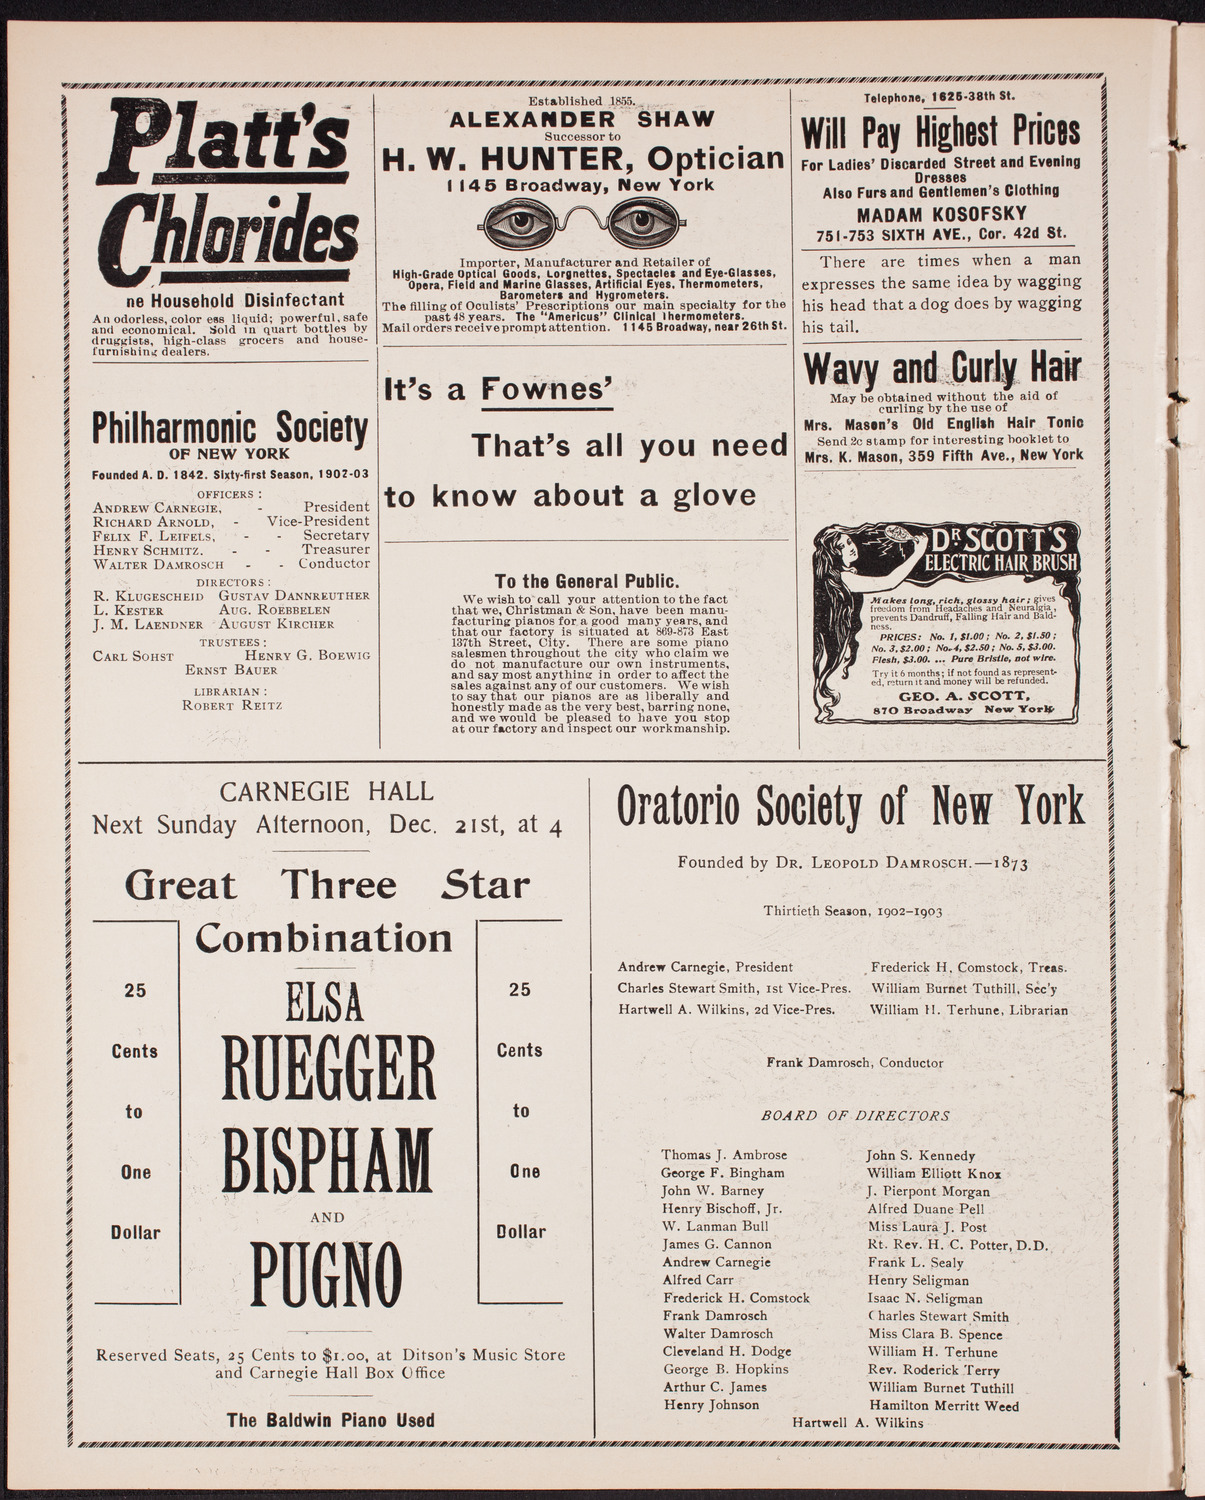 Platt's
Chlorides
ne Household Disinfectant
An odorless, color ess liquid; powerful, safe
and economical. Sold in quart bottles by
druggists, high-class grocers and house-
furnishing dealers.
Philharmonic Society
OF NEW YORK
Founded A. D. 1842. Sixty-first Season, 1902-03
OFFICERS :
ANDREW CARNEGIE, - President
RICHARD ARNOLD, - Vice-President
FELIX F. LEIFELS, - - Secretary
HENRY SCHMITZ. - - Treasurer
WALTER DAMROSCH - - Conductor
DIRECTORS :
R. KLUGESCHEID GUSTAV DANNREUTHER
L. KESTER AUG. ROEBBELEN
J. M. LAENDNER AUGUST KIRCHER
TRUSTEES :
CARL SOHST HENRY G. BOEWIG
ERNST BAUER
LIBRARIAN :
ROBERT REITZ
Established 1855.
ALEXANDER SHAW
Successor to
H. W. HUNTER, Optician
1145 Broadway, New York
Importer, Manufacturer and Retailer of
High-Grade Optical Goods, Lorgnettes, Spectacles and Eye-Glasses,
Opera, Field and Marine Glasses, Artificial Eyes, Thermometers,
Barometers and Hygrometers.
The filling of Oculists' Prescriptions our main specialty for the
past 48 years. The "Americus" Clinical Thermometers.
Mail orders receive prompt attention. 1145 Broadway, near 26th St.
It's a Fownes'
That's all you need
to know about a glove
To the General Public.
We wish to call your attention to the fact
that we, Christman & Son, have been manu-
facturing pianos for a good many years, and
that our factory is situated at 869-873 East
137th Street, City. There are some piano
salesmen throughout the city who claim we
do not manufacture our own instruments,
and say most anything in order to affect the
sales against any of our customers. We wish
to say that our pianos are as liberally and
honestly made as the very best, barring none,
and we would be pleased to have you stop
at our factory and inspect our workmanship.
Telephone, 1625-38th St.
Will Pay Highest Prices
For Ladies' Discarded Street and Evening
Dresses
Also Furs and Gentlemen's Clothing
MADAM KOSOFSKY
751-753 SIXTH AVE., Cor. 42d St.
There are times when a man
expresses the same idea by wagging
his head that a dog does by wagging
his tail.
Wavy and Curly Hair
May be obtained without the aid of
curling by the use of
Mrs. Mason's Old English Hair Tonic
Send 2c stamp for interesting booklet to
Mrs. K. Mason, 359 Fifth Ave., New York
DR. SCOTT'S
ELECTRIC HAIR BRUSH
Makes long, rich, glossy hair; gives
freedom from Headaches and Neuralgia,
prevents Dandruff, Falling Hair and Bald-
ness.
PRICES: No. 1, $1.00; No. 2, $1.50;
No. 3, $2.00; No. 4, $2.50; No. 5, $3.00.
Flesh, $3.00. ... Pure Bristle, not wire.
Try it 6 months; if not found as represent-
ed, return it and money will be refunded.
GEO. A. SCOTT,
870 Broadway New York
CARNEGIE HALL
Next Sunday Afternoon, Dec. 21st, at 4
Great Three Star
Combination
25
Cents
to
One
Dollar
ELSA
RUEGGER
BISPHAM
AND
PUGNO
25
Cents
to
One
Dollar
Reserved Seats, 25 Cents to $1.00, at Ditson's Music Store
and Carnegie Hall Box Office
The Baldwin Piano Used
Oratorio Society of New York
Founded by DR. LEOPOLD DAMROSCH.—1873
Thirtieth Season, 1902-1903
Andrew Carnegie, President Frederick H. Comstock, Treas.
Charles Stewart Smith, 1st Vice-Pres. William Burnet Tuthill, Sec'y
Hartwell A. Wilkins, 2d Vice-Pres. William H. Terhune, Librarian
Frank Damrosch, Conductor
BOARD OF DIRECTORS
Thomas J. Ambrose John S. Kennedy
George F. Bingham William Elliott Knox
John W. Barney J. Pierpont Morgan
Henry Bischoff, Jr. Alfred Duane Pell
W. Lanman Bull Miss Laura J. Post
James G. Cannon Rt. Rev. H. C. Potter, D.D.
Andrew Carnegie Frank L. Sealy
Alfred Carr Henry Seligman
Frederick H. Comstock Isaac N. Seligman
Frank Damrosch Charles Stewart Smith
Walter Damrosch Miss Clara B. Spence
Cleveland H. Dodge William H. Terhune
George B. Hopkins Rev. Roderick Terry
Arthur C. James William Burnet Tuthill
Henry Johnson Hamilton Merritt Weed
Hartwell A. Wilkins